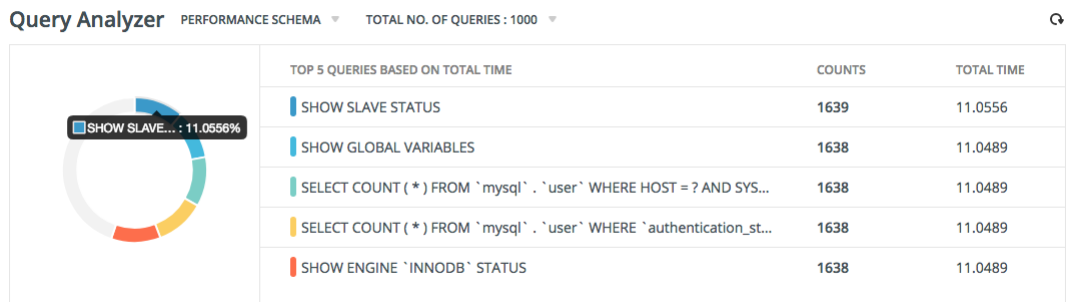 Query Analyzer PERFORMANCE SCHEMA TOTAL NO. OF QUERIES : 1000
TOP 5 QUERIES BASED ON TOTAL TIME COUNTS TOTAL TIME
SHOW SLAVE STATUS 1639 11.0556
SHOW SLAVE... : 11.0556%
SHOW GLOBAL VARIABLES 1638 11.0489
SELECT COUNT ( * ) FROM `mysql` . `user` WHERE HOST = ? AND SYS... 1638 11.0489
SELECT COUNT ( * ) FROM `mysql` . `user` WHERE `authentication_st... 1638 11.0489
SHOW ENGINE `INNODB` STATUS 1638 11.0489